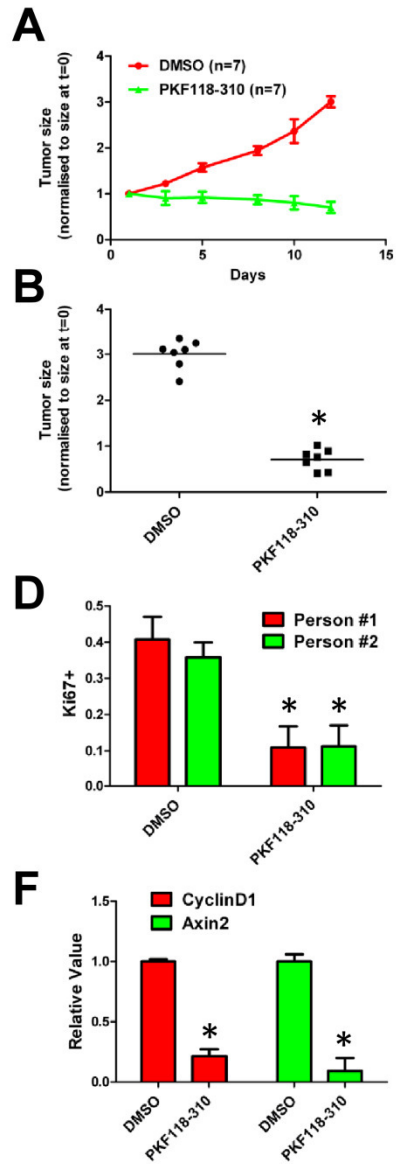 A
DMSO (n=7)
PKF118-310 (n=7)
Tumor size
(normalised to size at t=0)
4
3
2
1
0
0 5 10 15
Days
B
Tumor size
(normalised to size at t=0)
4
3
2
1
0
*
DMSO
PKF118-310
D
Person #1
Person #2
Ki67+
0.5
0.4
0.3
0.2
0.1
0.0
* *
DMSO
PKF118-310
F
CyclinD1
Axin2
Relative Value
1.5
1.0
0.5
0.0
* *
DMSO
PKF118-310
DMSO
PKF118-310